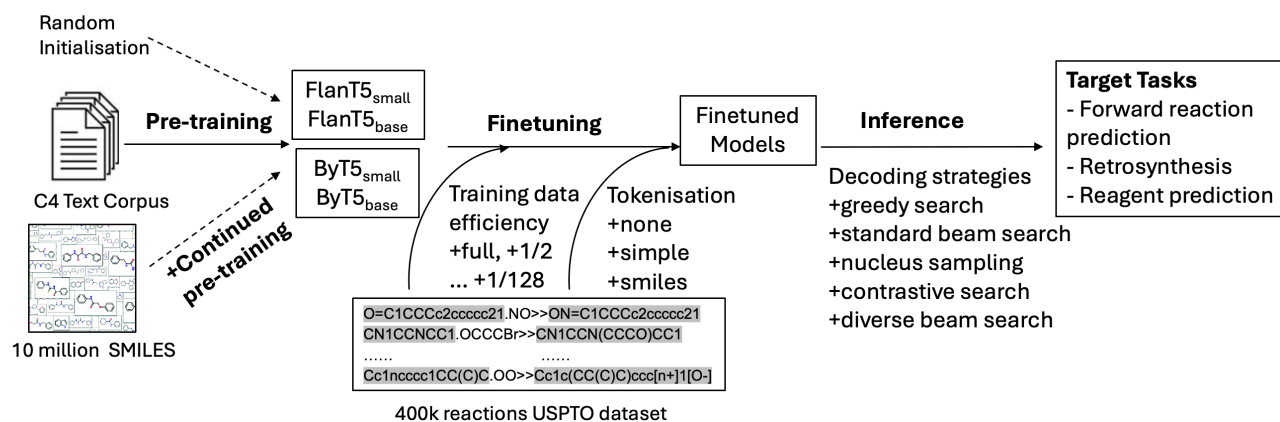 Random
Initialisation
Pre-training
C4 Text Corpus
+Continued
pre-training
10 million SMILES
FlanT5small
FlanT5base
ByT5small
ByT5base
Finetuning
Training data
efficiency
+full, +1/2
... +1/128
Tokenisation
+none
+simple
+smiles
O=C1CCCc2ccccc21.NO>>ON=C1CCCc2ccccc21
CN1CCNCC1.OCCCBr>>CN1CCN(CCCO)CC1
...... ......
Cc1ncccc1CC(C)C.OO>>Cc1c(CC(C)C)ccc[n+]1[O-]
400k reactions USPTO dataset
Finetuned
Models
Inference
Decoding strategies
+greedy search
+standard beam search
+nucleus sampling
+contrastive search
+diverse beam search
Target Tasks
- Forward reaction
prediction
- Retrosynthesis
- Reagent prediction